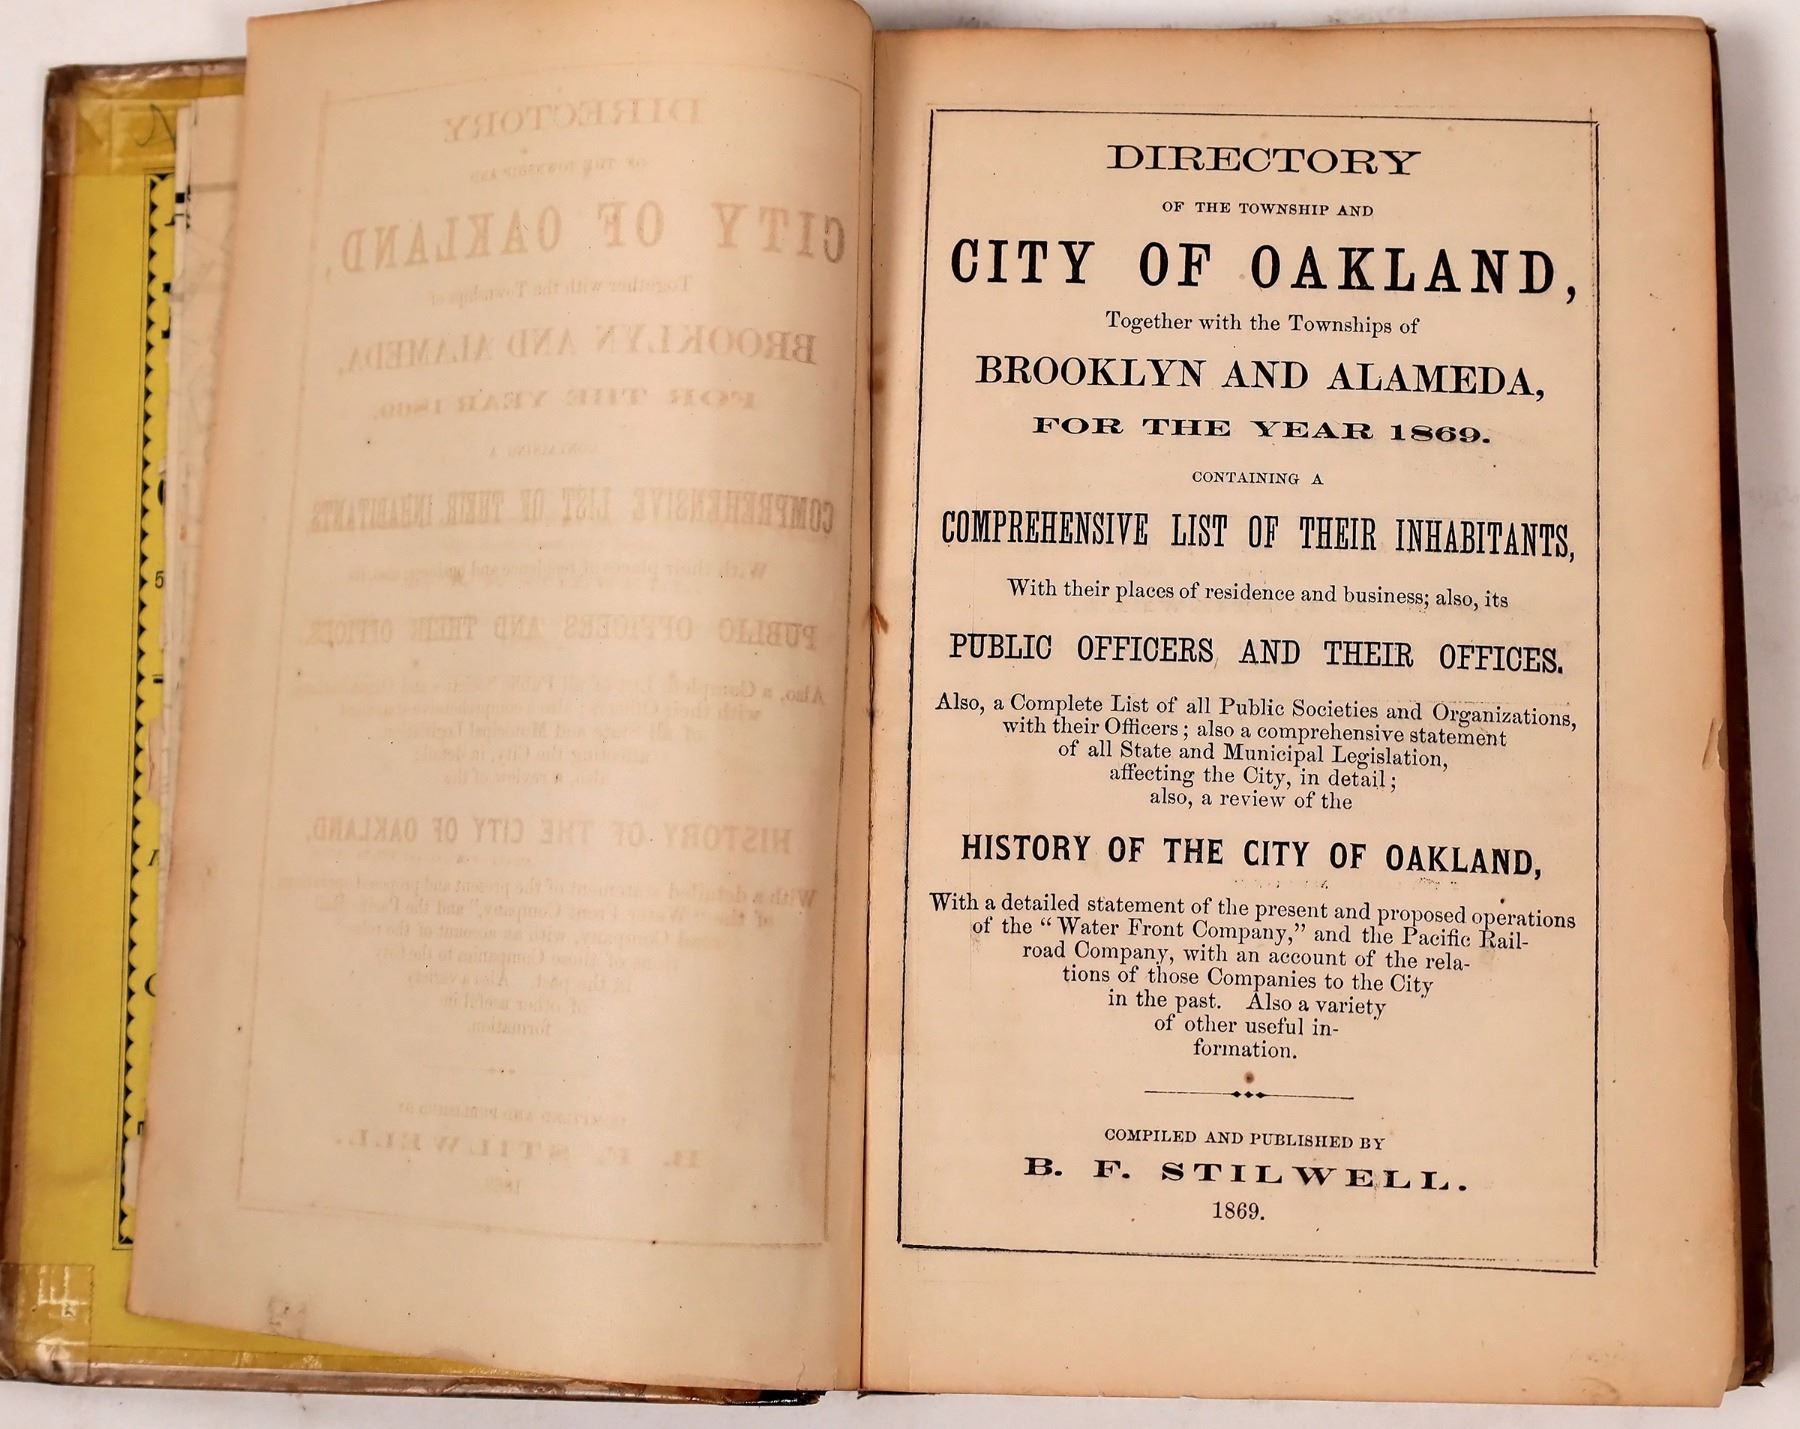 DIRECTORY
OF THE TOWNSHIP AND
CITY OF OAKLAND,
Together with the Townships of
BROOKLYN AND ALAMEDA,
FOR THE YEAR 1869.
CONTAINING A
COMPREHENSIVE LIST OF THEIR INHABITANTS,
With their places of residence and business; also, its
PUBLIC OFFICERS AND THEIR OFFICES.
Also, a Complete List of all Public Societies and Organizations,
with their Officers; also a comprehensive statement
of all State and Municipal Legislation,
affecting the City, in detail;
also, a review of the
HISTORY OF THE CITY OF OAKLAND,
With a detailed statement of the present and proposed operations
of the "Water Front Company," and the Pacific Rail-
road Company, with an account of the rela-
tions of those Companies to the City
in the past. Also a variety
of other useful in-
formation.
COMPILED AND PUBLISHED BY
B. F. STILWELL.
1869.